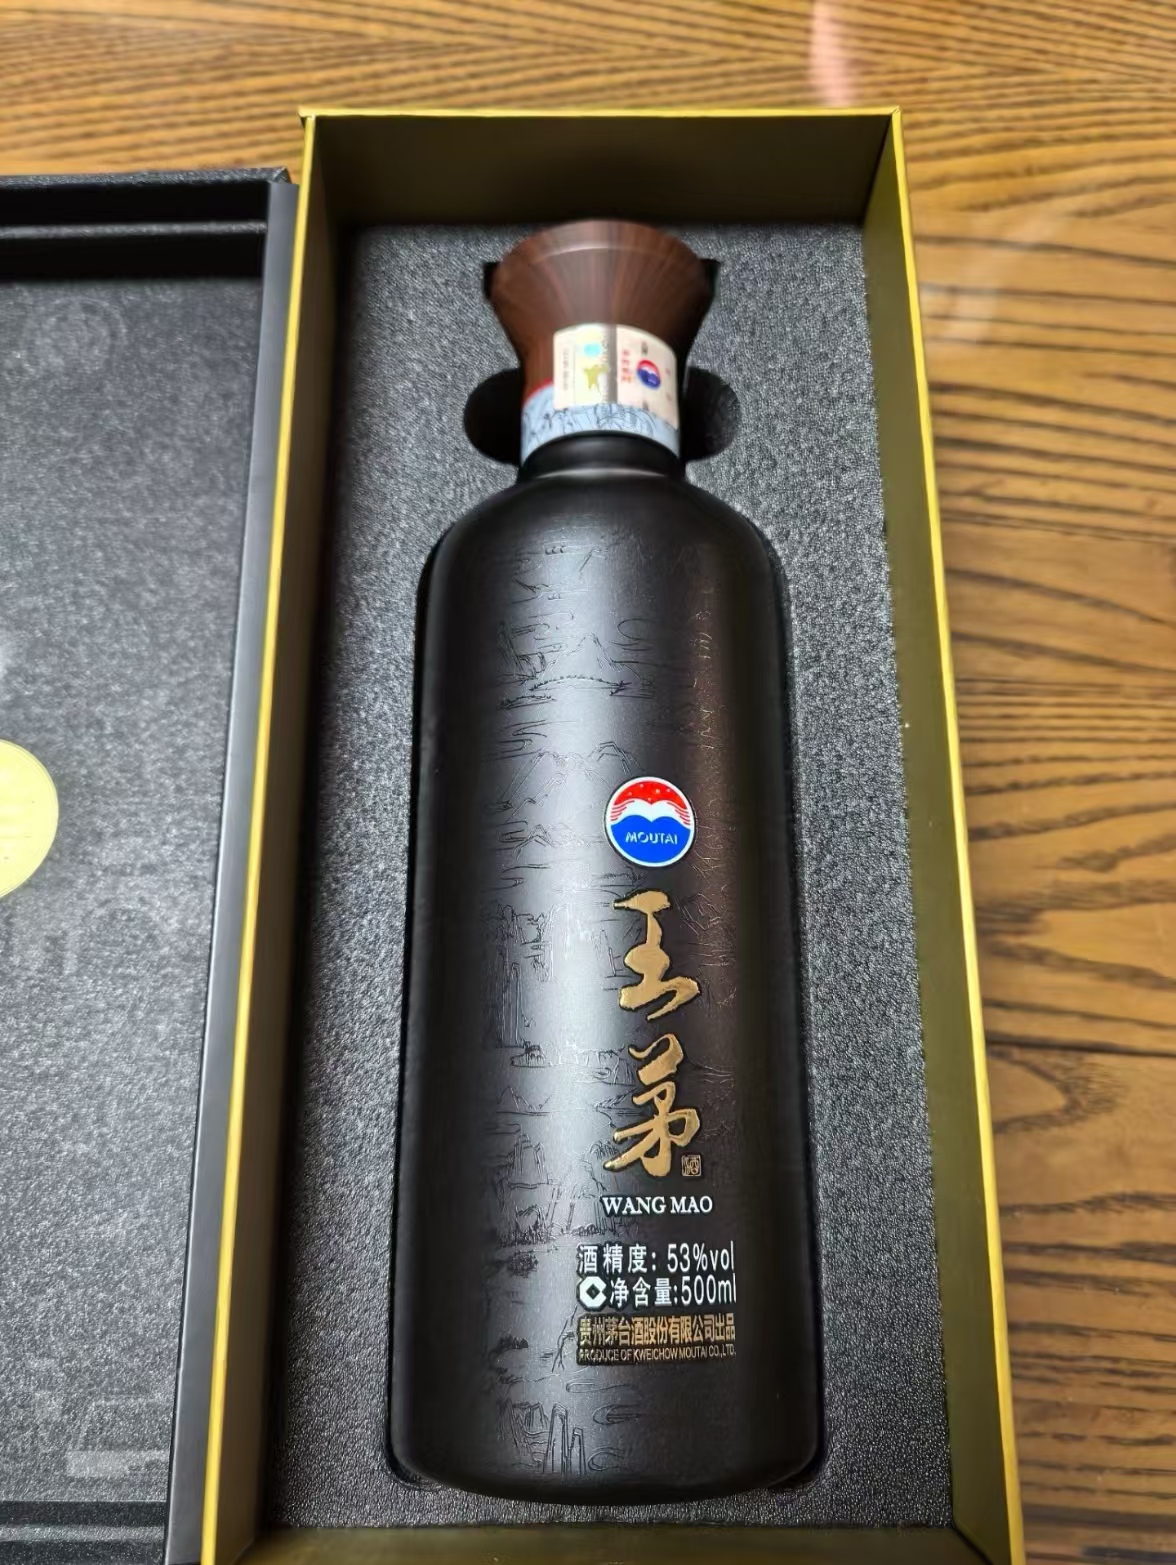 MOUTAI
王茅
WANG MAO
酒精度: 53%vol
净含量:500ml
贵州茅台酒股份有限公司出品
PRODUCE OF KWEICHOW MOUTAI CO.,LTD.